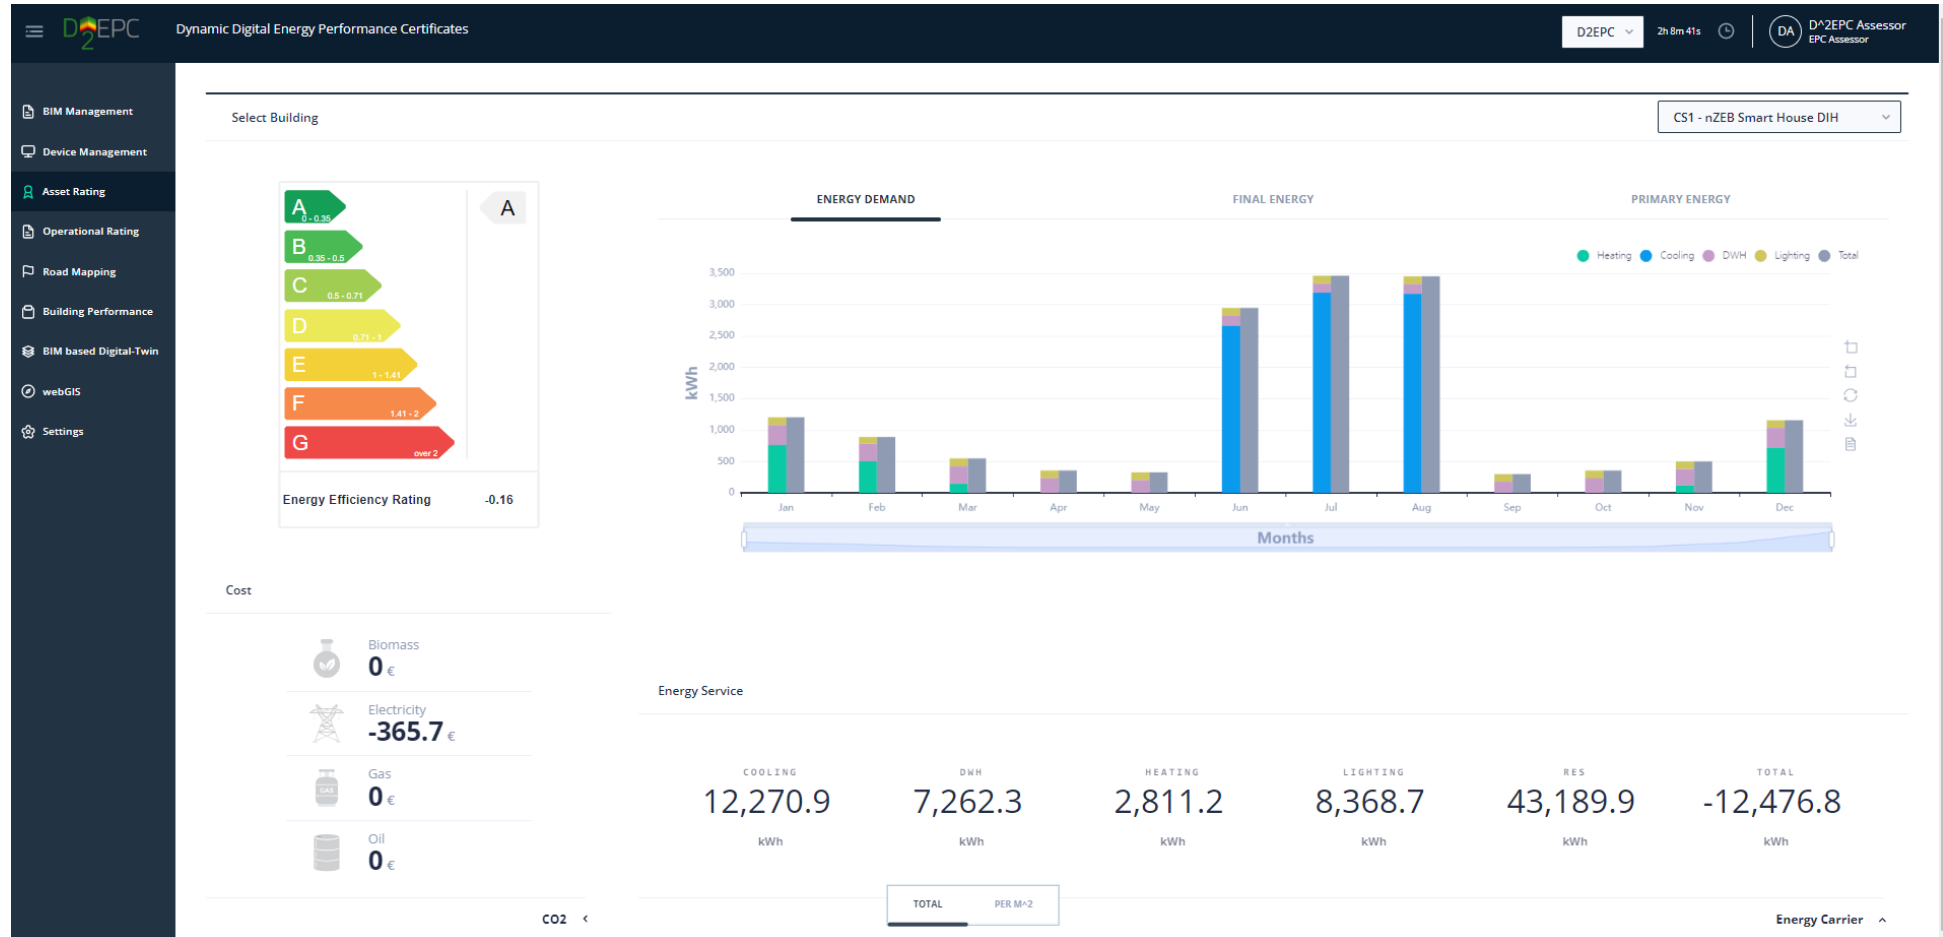 D2EPC
Dynamic Digital Energy Performance Certificates
D2EPC
2h 8m 41s
DA
D^2EPC Assessor
EPC Assessor
BIM Management
Device Management
Asset Rating
Operational Rating
Road Mapping
Building Performance
BIM based Digital-Twin
webGIS
Settings
Select Building
CS1 - nZEB Smart House DIH
A
0 - 0.35
A
B
0.35 - 0.5
C
0.5 - 0.71
D
0.71 - 1
E
1 - 1.41
F
1.41 - 2
G
over 2
Energy Efficiency Rating -0.16
ENERGY DEMAND
FINAL ENERGY
PRIMARY ENERGY
Heating Cooling DWH Lighting Total
kWh
3,500
3,000
2,500
2,000
1,500
1,000
500
0
Jan Feb Mar Apr May Jun Jul Aug Sep Oct Nov Dec
Months
Cost
Biomass
0 €
Electricity
-365.7 €
GAS
Gas
0 €
Oil
0 €
CO2
Energy Service
COOLING DWH HEATING LIGHTING RES TOTAL
12,270.9 7,262.3 2,811.2 8,368.7 43,189.9 -12,476.8
kWh kWh kWh kWh kWh kWh
TOTAL PER M^2
Energy Carrier